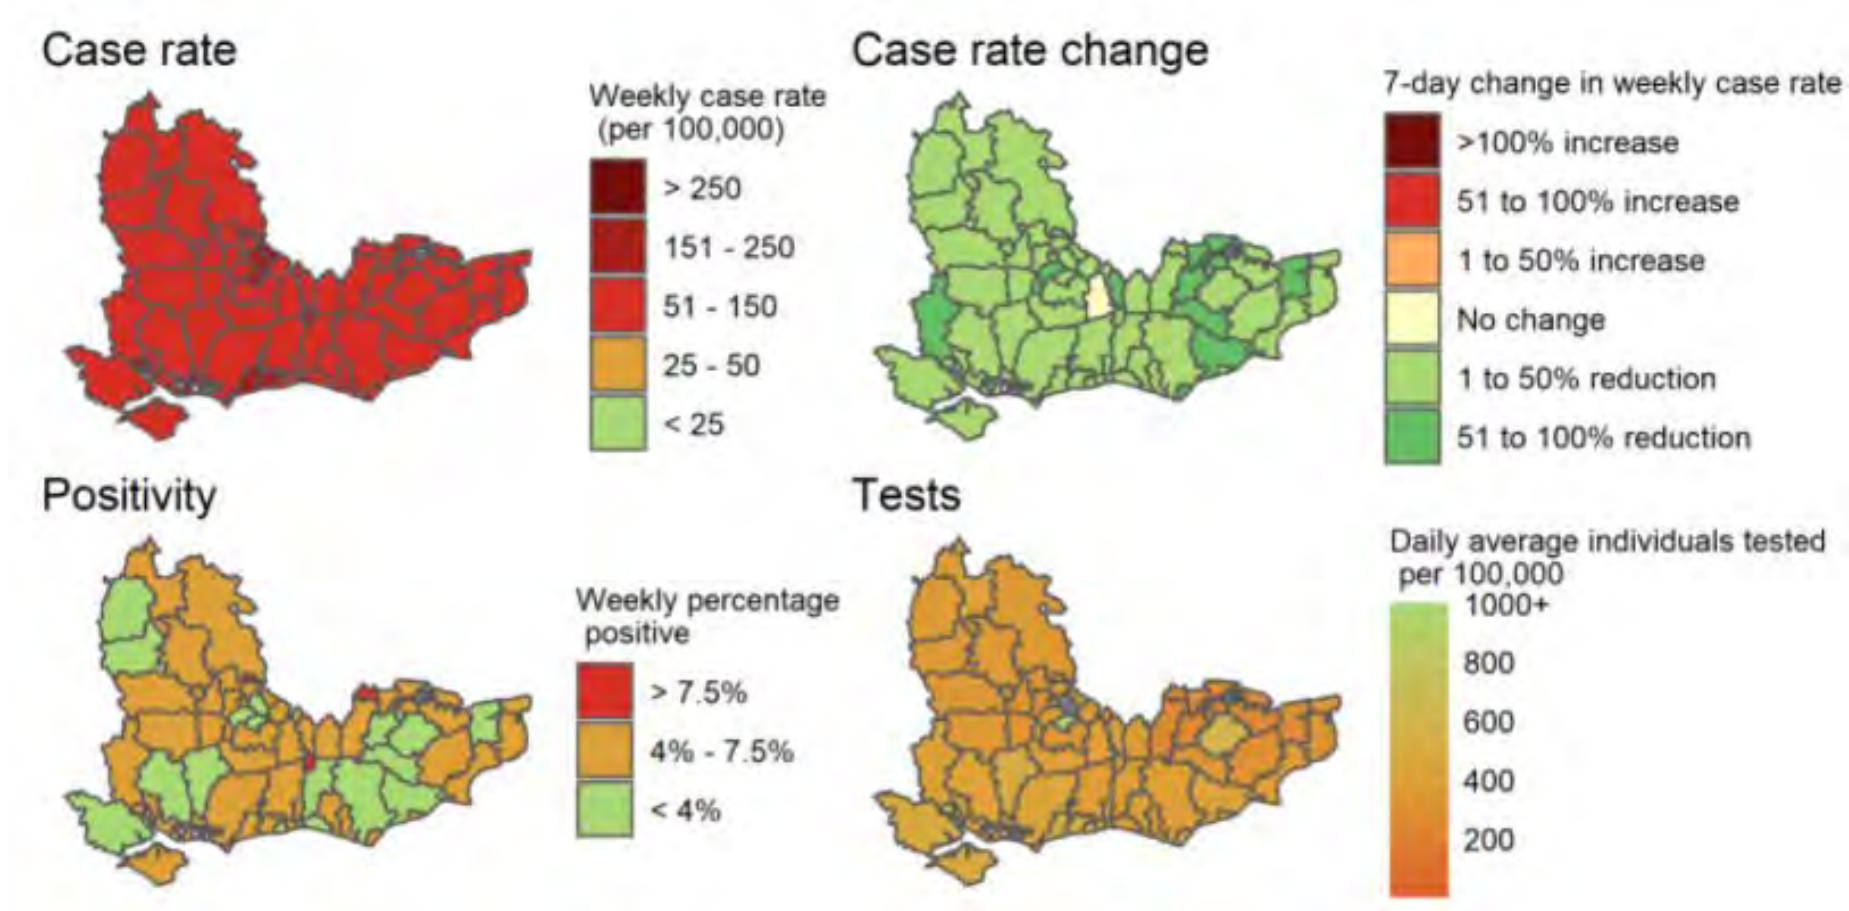 Case rate
Weekly case rate
(per 100,000)
> 250
151 - 250
51 - 150
25 - 50
< 25
Case rate change
7-day change in weekly case rate
>100% increase
51 to 100% increase
1 to 50% increase
No change
1 to 50% reduction
51 to 100% reduction
Positivity
Weekly percentage
positive
> 7.5%
4% - 7.5%
< 4%
Tests
Daily average individuals tested
per 100,000
1000+
800
600
400
200